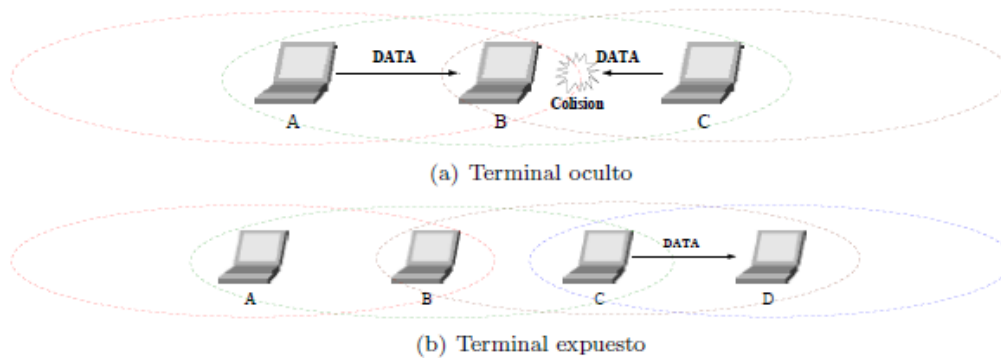 DATA DATA
Colision
A B C
(a) Terminal oculto
DATA
A B C D
(b) Terminal expuesto